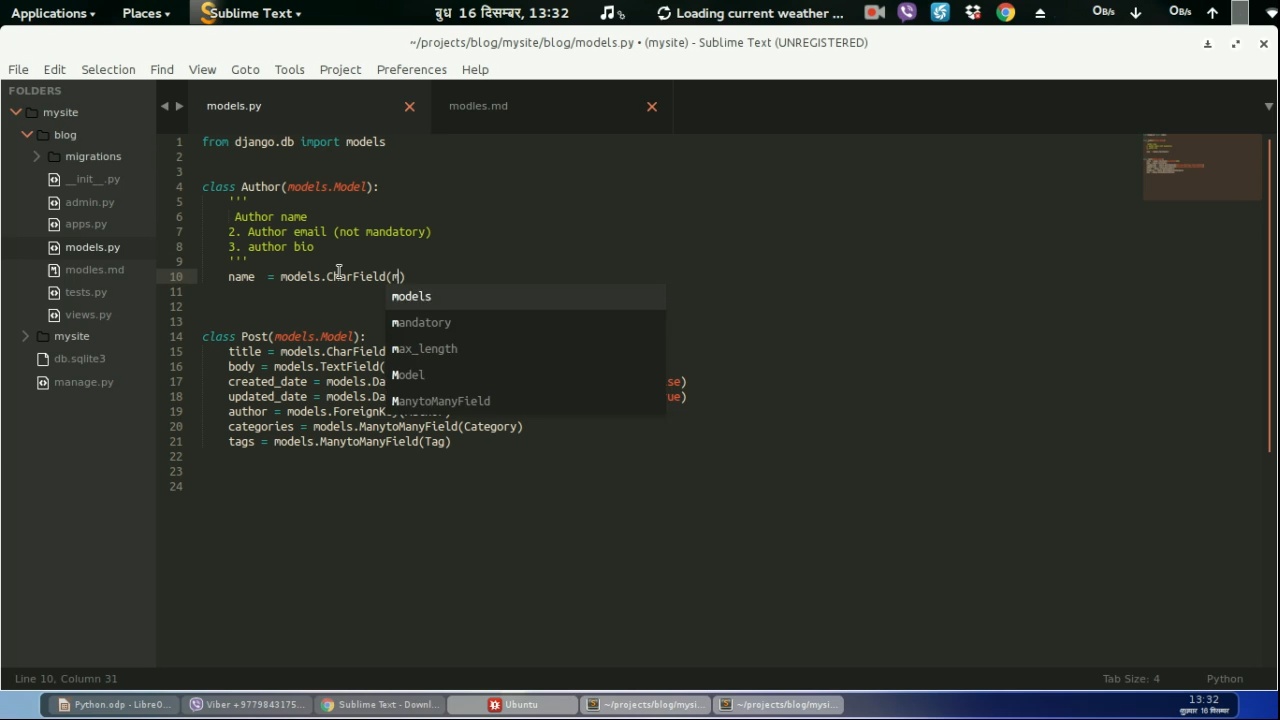 Applications Places Sublime Text बुध 16 दिसम्बर, 13:32 Loading current weather ... 0B/s 0B/s
~/projects/blog/mysite/blog/models.py • (mysite) - Sublime Text (UNREGISTERED)
File Edit Selection Find View Goto Tools Project Preferences Help
FOLDERS
mysite
blog
migrations
__init__.py
admin.py
apps.py
models.py
modles.md
tests.py
views.py
mysite
db.sqlite3
manage.py
models.py modles.md
1 from django.db import models
2
3
4 class Author(models.Model):
5 '''
6 Author name
7 2. Author email (not mandatory)
8 3. author bio
9 '''
10 name = models.CharField(m)
models
mandatory
max_length
Model
ManytoManyField
11
12
13
14 class Post(models.Model):
15 title = models.CharField
16 body = models.TextField(
17 created_date = models.Da se)
18 updated_date = models.Da ue)
19 author = models.ForeignKey(
20 categories = models.ManytoManyField(Category)
21 tags = models.ManytoManyField(Tag)
22
23
24
Line 10, Column 31 Tab Size: 4 Python
Python.odp - LibreO... Viber +9779843175... Sublime Text - Downl... Ubuntu ~/projects/blog/mysi... ~/projects/blog/mysi... 13:32